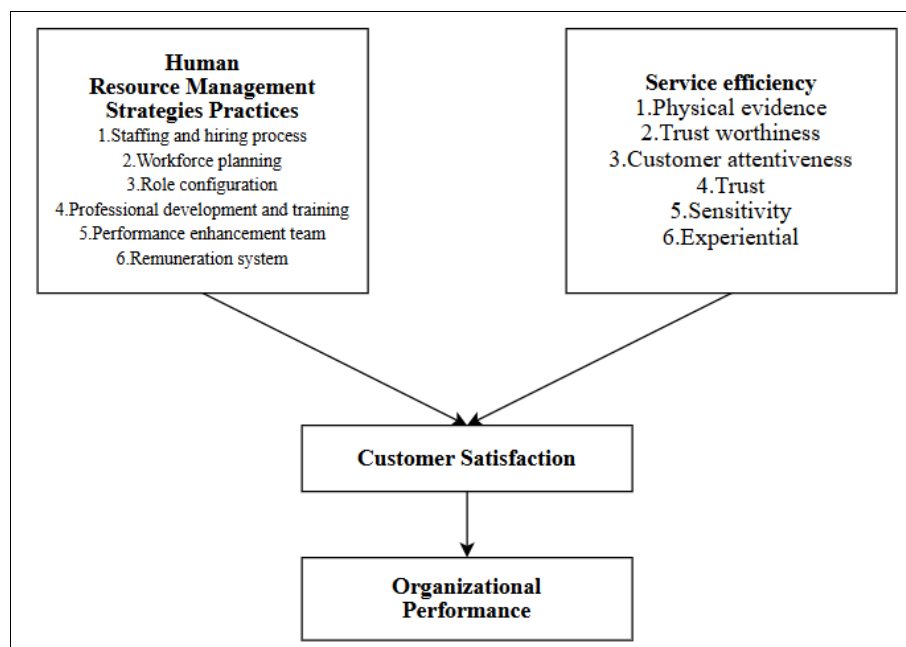 Human
Resource Management
Strategies Practices
1.Staffing and hiring process
2.Workforce planning
3.Role configuration
4.Professional development and training
5.Performance enhancement team
6.Remuneration system
Service efficiency
1.Physical evidence
2.Trust worthiness
3.Customer attentiveness
4.Trust
5.Sensitivity
6.Experiential
Customer Satisfaction
Organizational
Performance